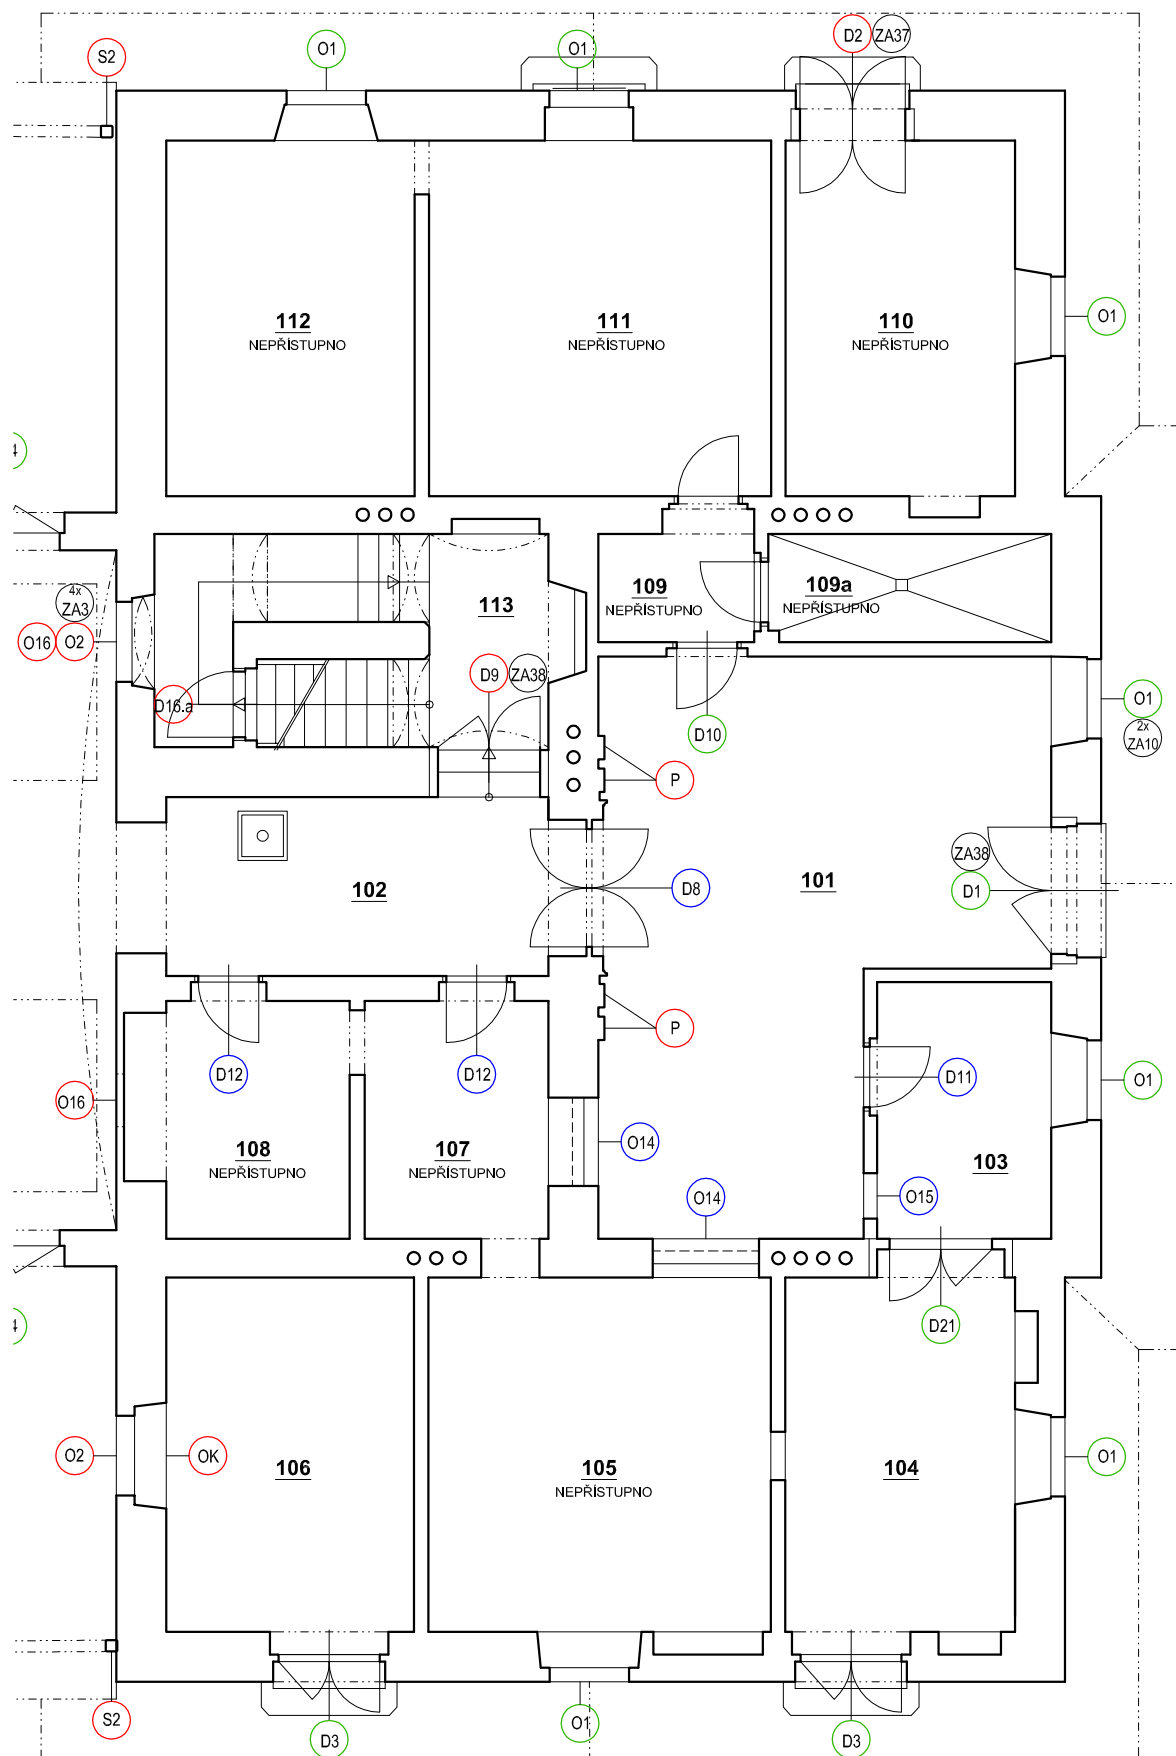 D2
ZA37
O1
O1
S2
112
NEPŘÍSTUPNO
111
NEPŘÍSTUPNO
110
NEPŘÍSTUPNO
O1
4
4x
ZA3
O16
O2
113
109
NEPŘÍSTUPNO
109a
NEPŘÍSTUPNO
D9
ZA38
D16.a
O1
2x
ZA10
D10
P
ZA38
102
D8
101
D1
P
D12
D12
D11
O1
O16
108
NEPŘÍSTUPNO
107
NEPŘÍSTUPNO
O14
103
O14
O15
4
D21
O2
OK
106
105
NEPŘÍSTUPNO
104
O1
S2
D3
O1
D3